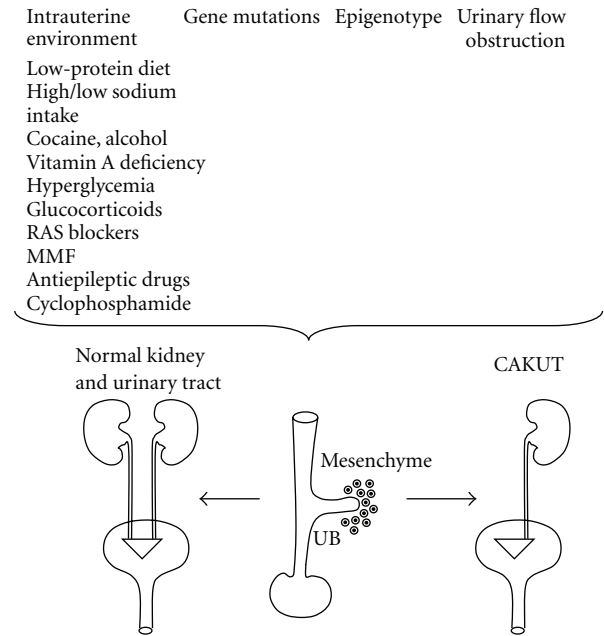 Intrauterine environment
Gene mutations
Epigenotype
Urinary flow obstruction
Low-protein diet
High/low sodium
intake
Cocaine, alcohol
Vitamin A deficiency
Hyperglycemia
Glucocorticoids
RAS blockers
MMF
Antiepileptic drugs
Cyclophosphamide
Normal kidney
and urinary tract
CAKUT
Mesenchyme
UB